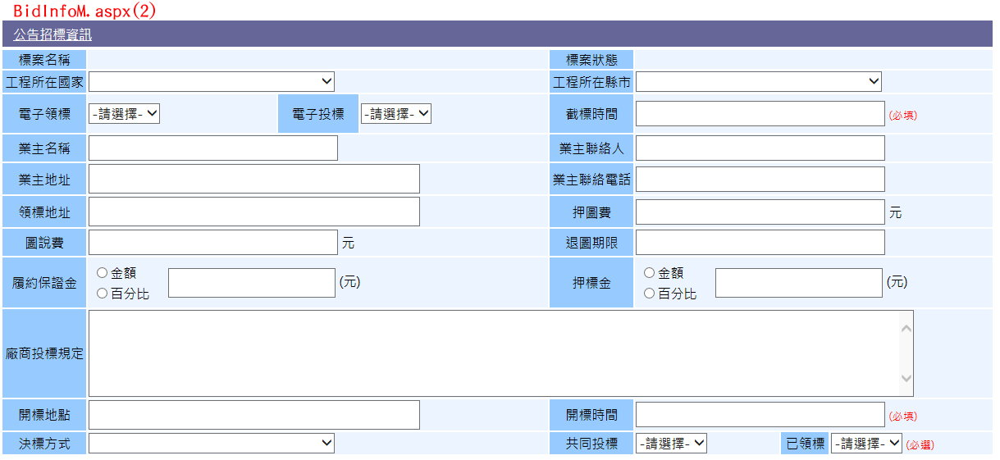 BidInfoM.aspx(2)
公告招標資訊
標案名稱 標案狀態
工程所在國家 工程所在縣市
電子領標 -請選擇- 電子投標 -請選擇- 截標時間 (必填)
業主名稱 業主聯絡人
業主地址 業主聯絡電話
領標地址 押圖費 元
圖說費 元 退圖期限
履約保證金 金額 百分比 (元) 押標金 金額 百分比 (元)
廠商投標規定
開標地點 開標時間 (必填)
決標方式 共同投標 -請選擇- 已領標 -請選擇- (必選)